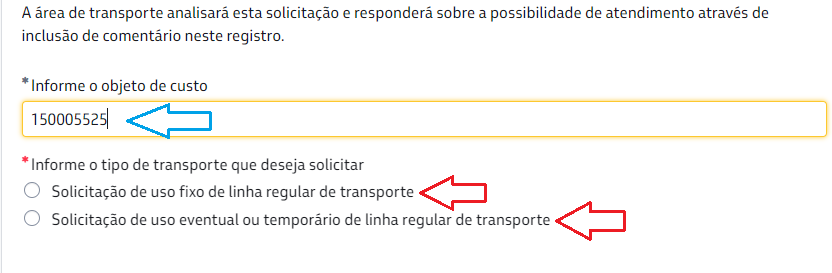 A área de transporte analisará esta solicitação e responderá sobre a possibilidade de atendimento através de
inclusão de comentário neste registro.
*Informe o objeto de custo
150005525
*Informe o tipo de transporte que deseja solicitar
Solicitação de uso fixo de linha regular de transporte
Solicitação de uso eventual ou temporário de linha regular de transporte